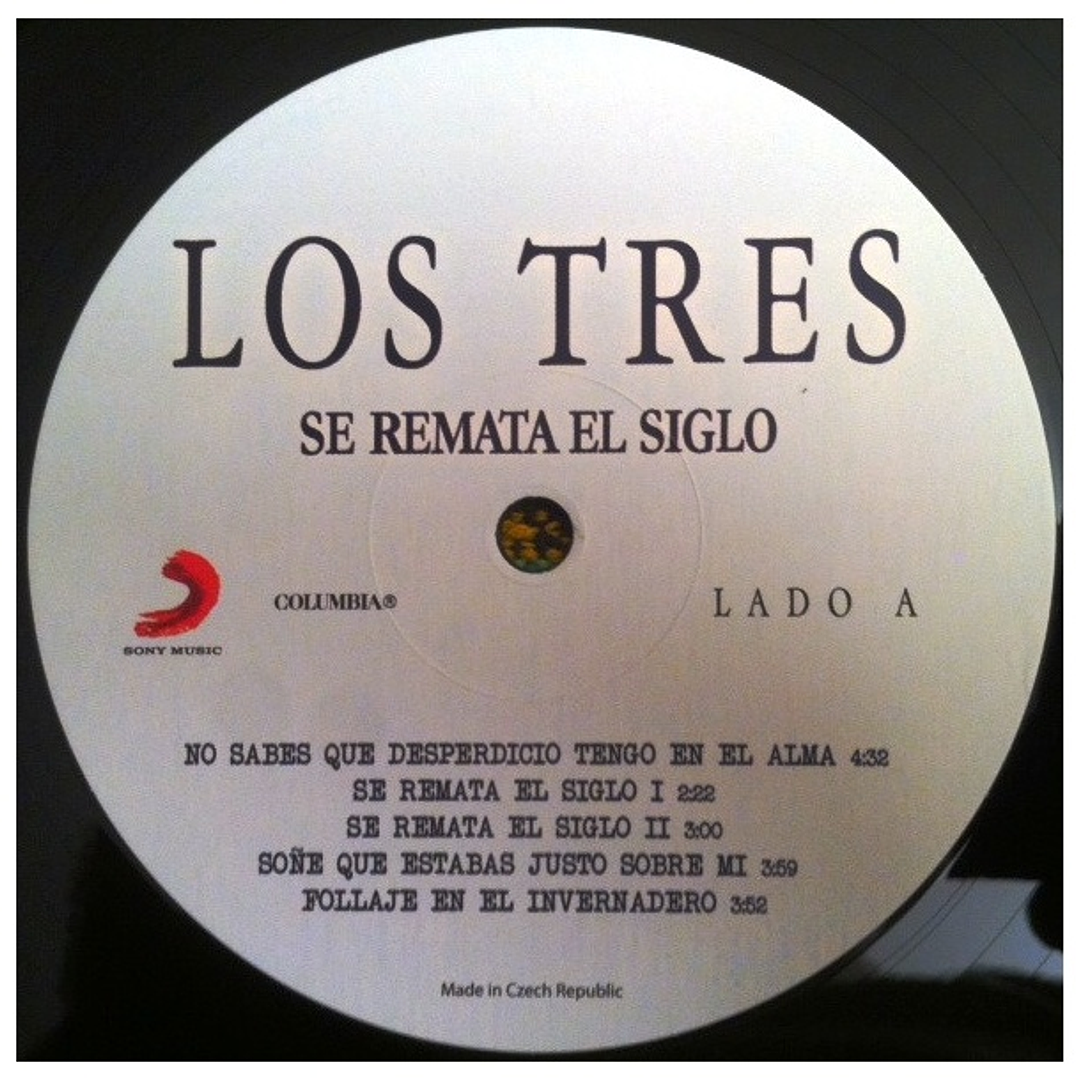 LOS TRES
SE REMATA EL SIGLO
COLUMBIA®
LADO A
SONY MUSIC
NO SABES QUE DESPERDICIO TENGO EN EL ALMA 4:32
SE REMATA EL SIGLO I 2:22
SE REMATA EL SIGLO II 3:00
SOÑE QUE ESTABAS JUSTO SOBRE MI 3:59
FOLLAJE EN EL INVERNADERO 3:52
Made in Czech Republic